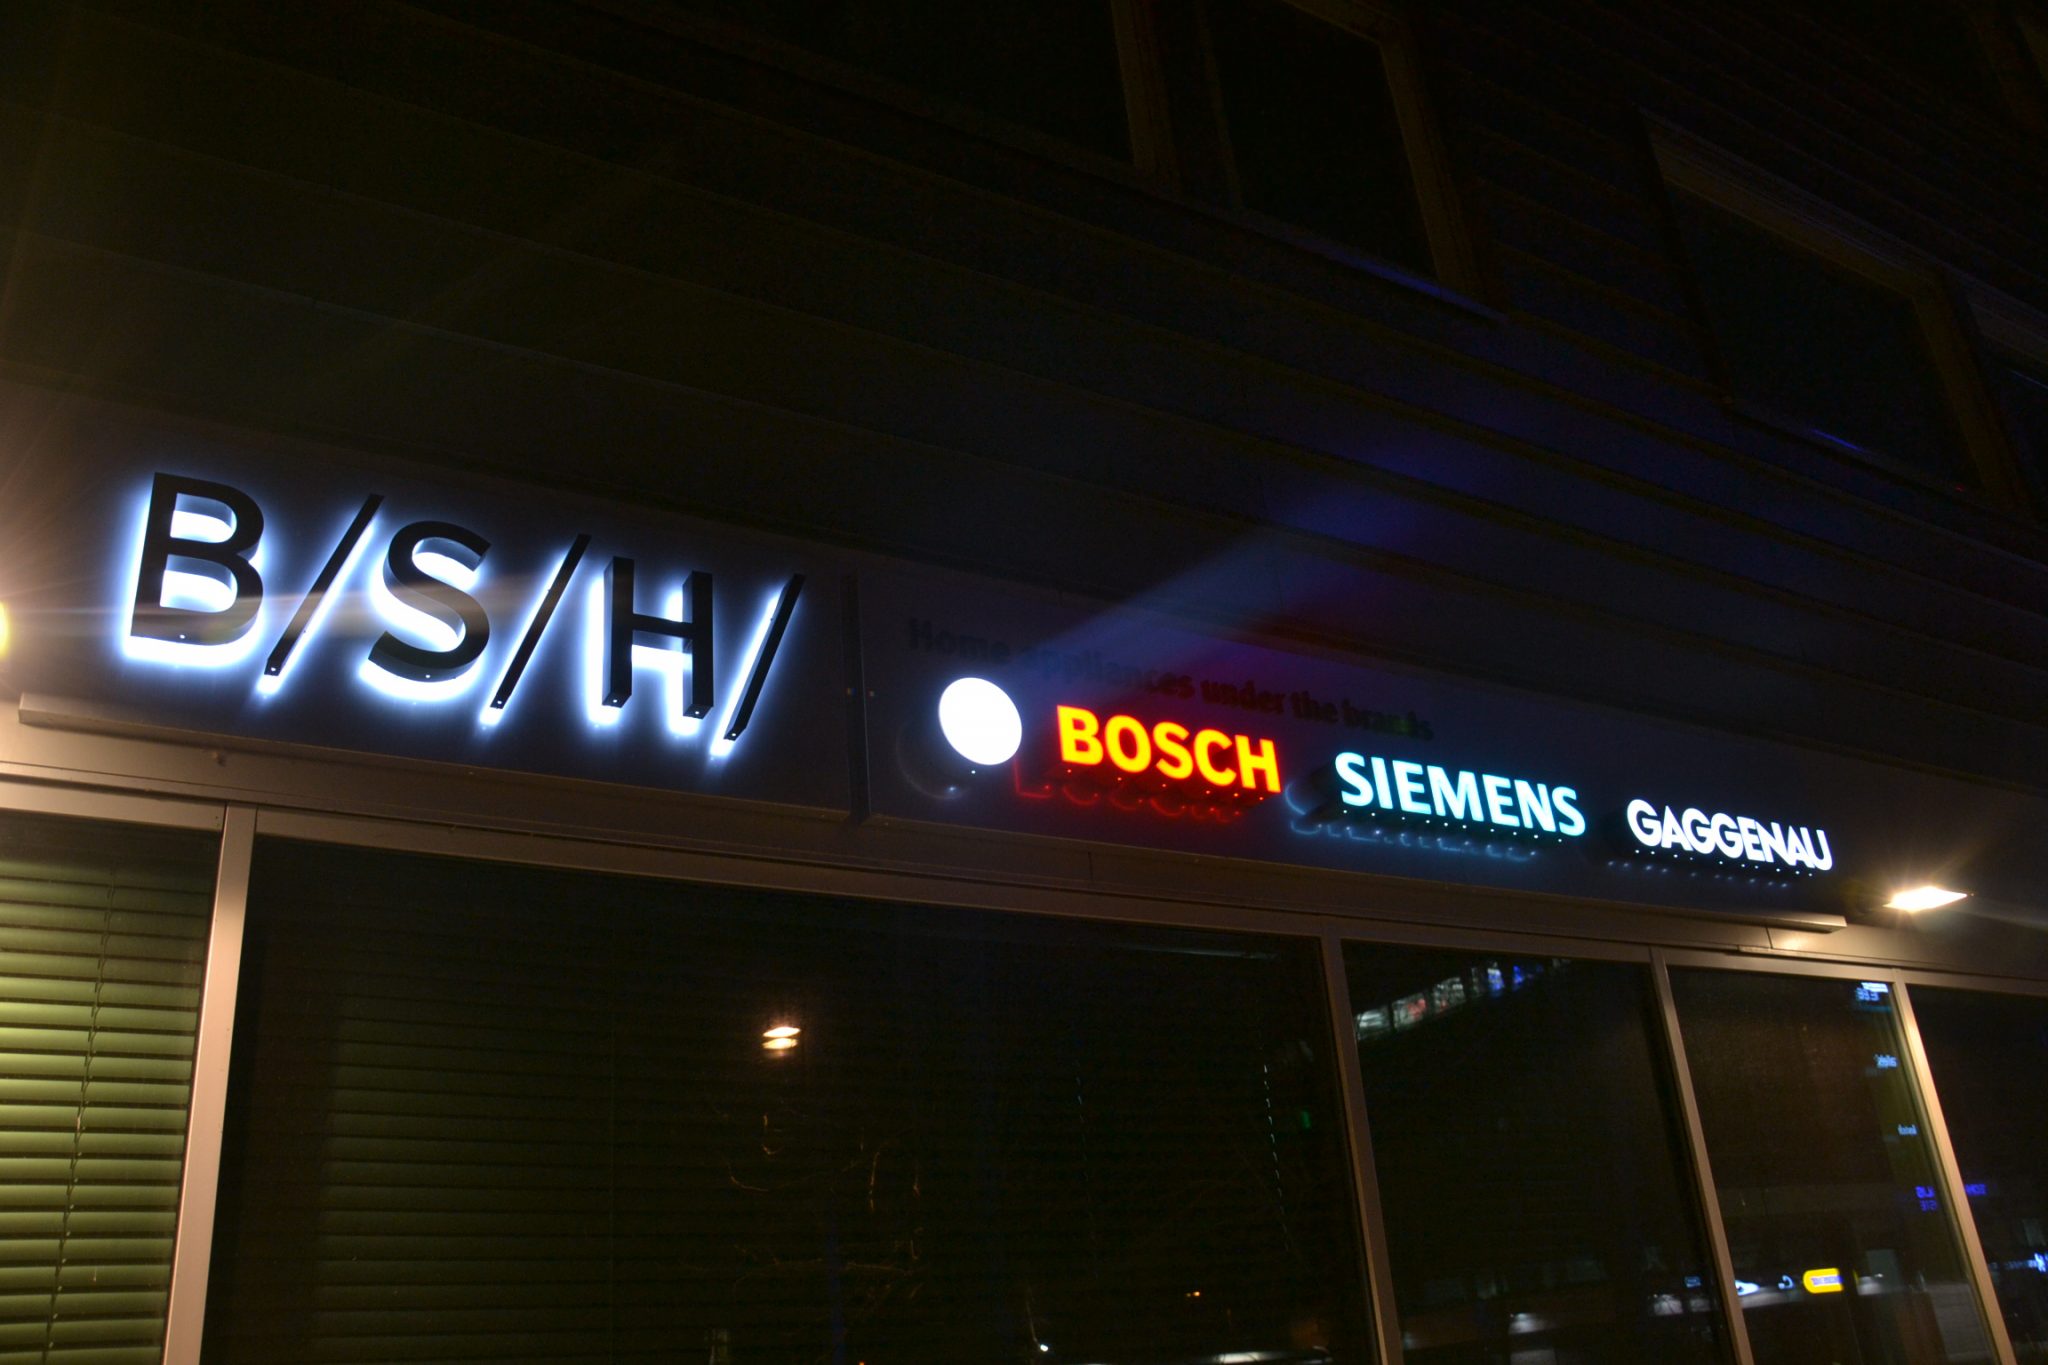 B/S/H/
Home appliances under the brands
BOSCH SIEMENS GAGGENAU